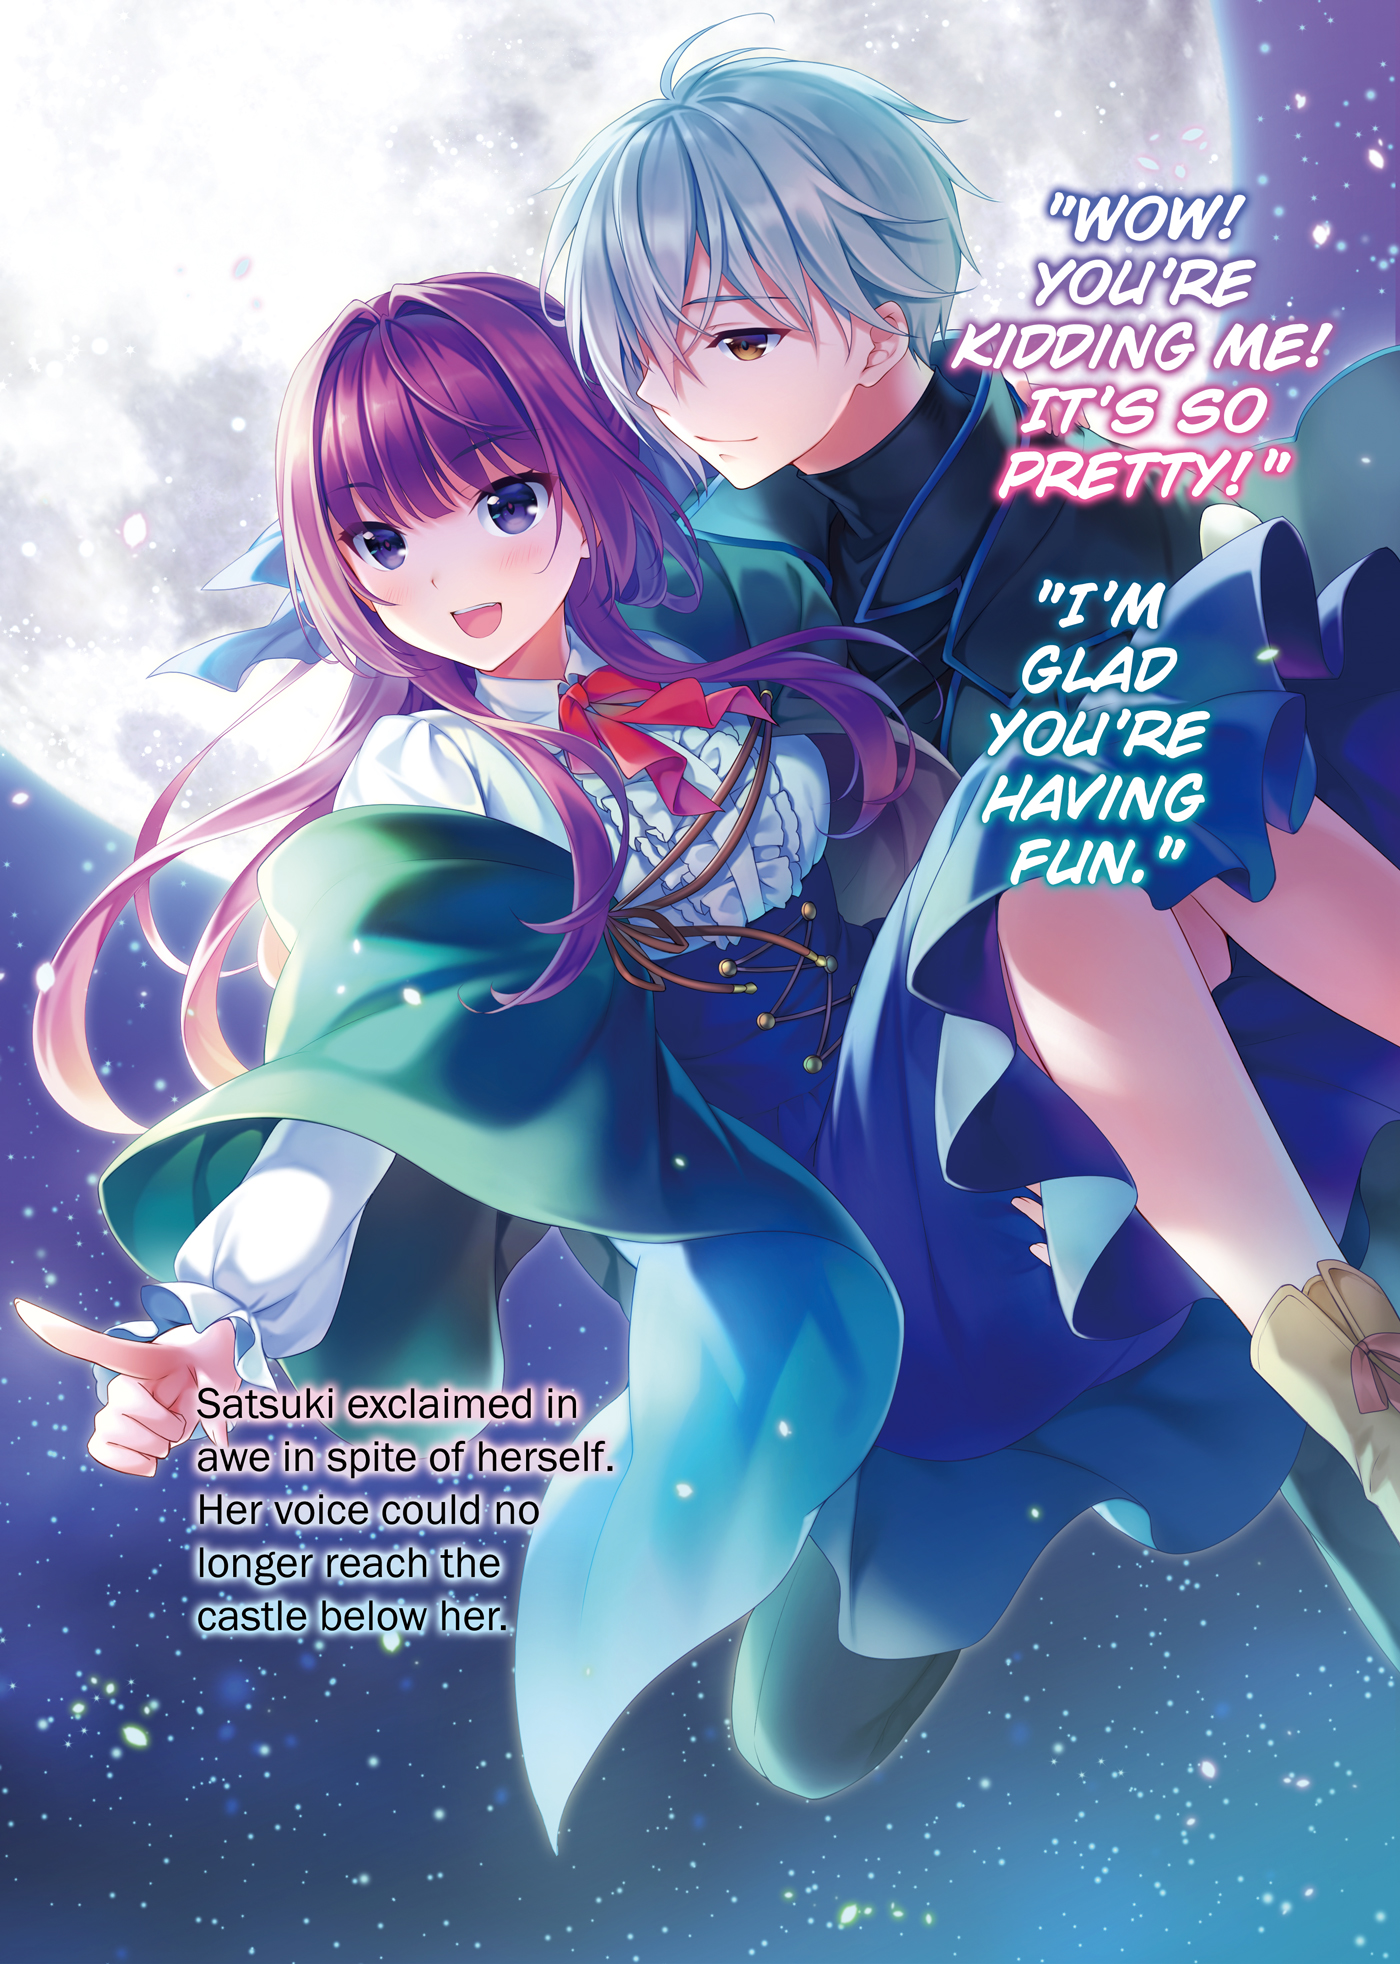 "WOW!
YOU'RE
KIDDING ME!
IT'S SO
PRETTY!"
"I'M
GLAD
YOU'RE
HAVING
FUN."
Satsuki exclaimed in
awe in spite of herself.
Her voice could no
longer reach the
castle below her.